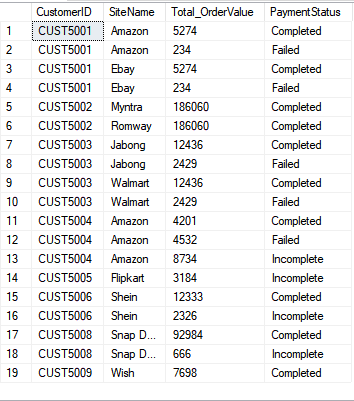 CustomerID SiteName Total_OrderValue PaymentStatus
1 CUST5001 Amazon 5274 Completed
2 CUST5001 Amazon 234 Failed
3 CUST5001 Ebay 5274 Completed
4 CUST5001 Ebay 234 Failed
5 CUST5002 Myntra 186060 Completed
6 CUST5002 Romway 186060 Completed
7 CUST5003 Jabong 12436 Completed
8 CUST5003 Jabong 2429 Failed
9 CUST5003 Walmart 12436 Completed
10 CUST5003 Walmart 2429 Failed
11 CUST5004 Amazon 4201 Completed
12 CUST5004 Amazon 4532 Failed
13 CUST5004 Amazon 8734 Incomplete
14 CUST5005 Flipkart 3184 Incomplete
15 CUST5006 Shein 12333 Completed
16 CUST5006 Shein 2326 Incomplete
17 CUST5008 Snap D... 92984 Completed
18 CUST5008 Snap D... 666 Incomplete
19 CUST5009 Wish 7698 Completed